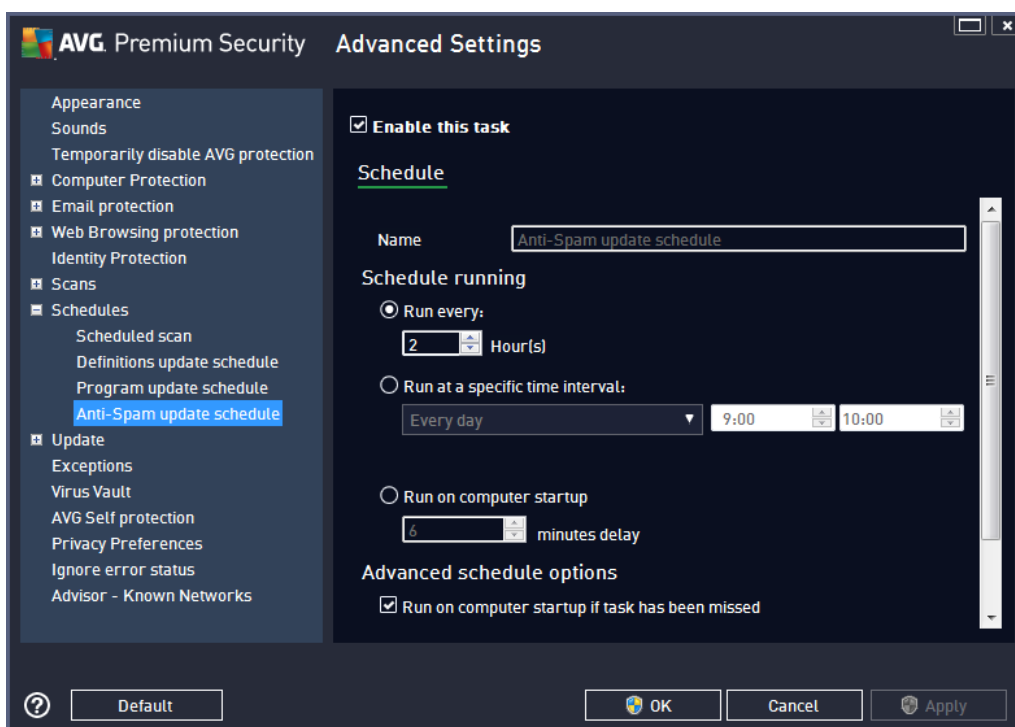 AVG. Premium Security
Advanced Settings
Appearance
Sounds
Temporarily disable AVG protection
Computer Protection
Email protection
Web Browsing protection
Identity Protection
Scans
Schedules
Scheduled scan
Definitions update schedule
Program update schedule
Anti-Spam update schedule
Update
Exceptions
Virus Vault
AVG Self protection
Privacy Preferences
Ignore error status
Advisor - Known Networks
Enable this task
Schedule
Name Anti-Spam update schedule
Schedule running
Run every:
2 Hour(s)
Run at a specific time interval:
Every day 9:00 10:00
Run on computer startup
6 minutes delay
Advanced schedule options
Run on computer startup if task has been missed
? Default OK Cancel Apply